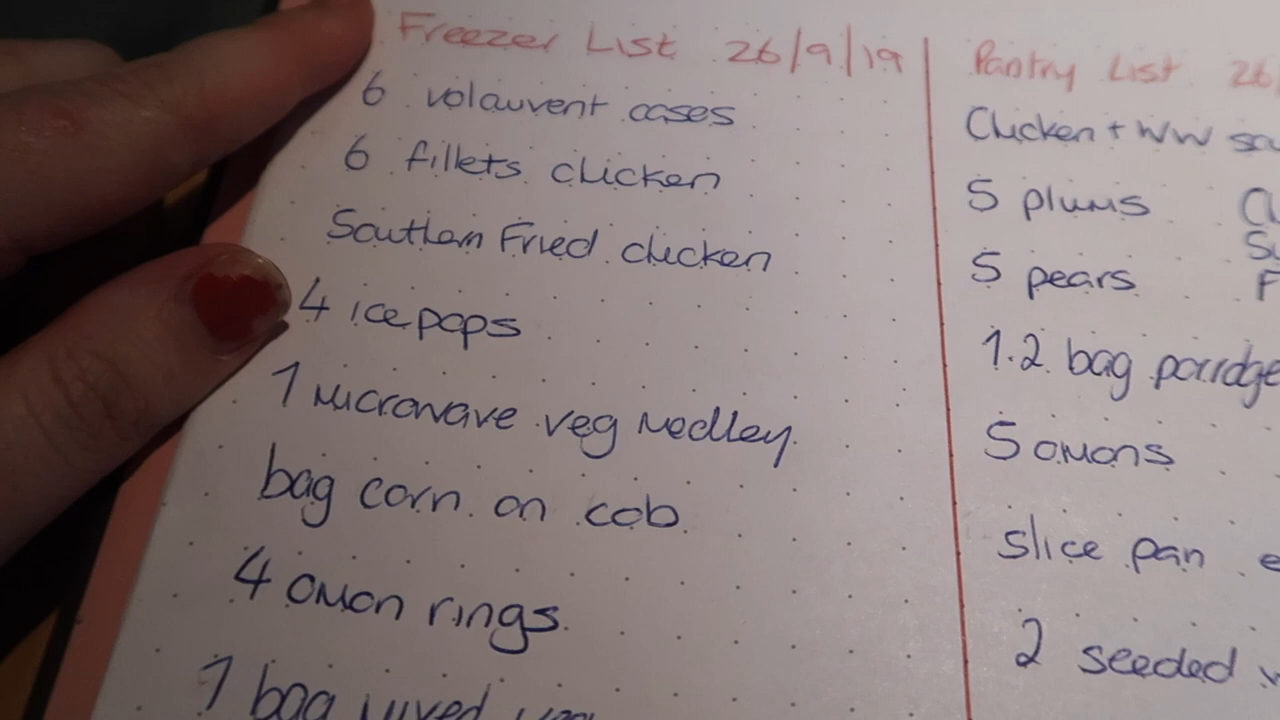 Freezer List 26/9/19
6 volauvent cases
6 fillets chicken
Southern Fried chicken
4 ice pops
1 microwave veg medley
bag corn on cob
4 onion rings
1 bag
Pantry List
Chicken + WW
5 plums
5 pears
1.2 bag porridge
5 onions
slice pan
2 seeded